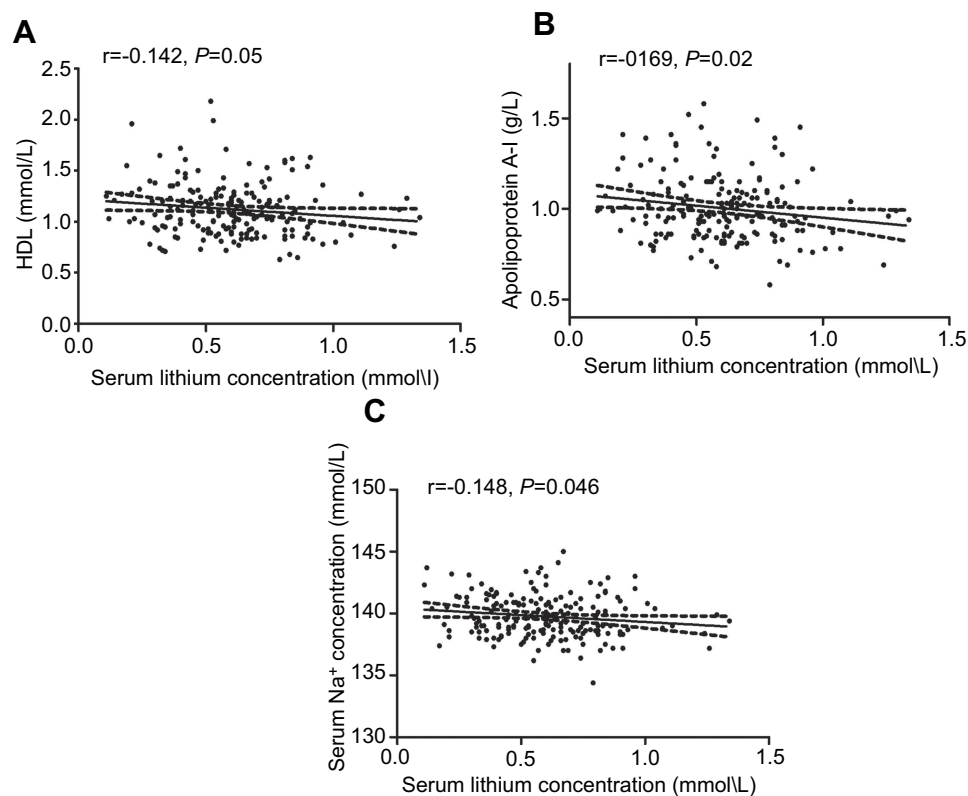 A
r=-0.142, P=0.05
2.5
2.0
1.5
1.0
0.5
0.0
HDL (mmol/L)
0.0 0.5 1.0 1.5
Serum lithium concentration (mmol\l)
B
r=-0169, P=0.02
1.5
1.0
0.5
Apolipoprotein A-I (g/L)
0.0 0.5 1.0 1.5
Serum lithium concentration (mmol\L)
C
r=-0.148, P=0.046
150
145
140
135
130
Serum Na⁺ concentration (mmol/L)
0.0 0.5 1.0 1.5
Serum lithium concentration (mmol\L)